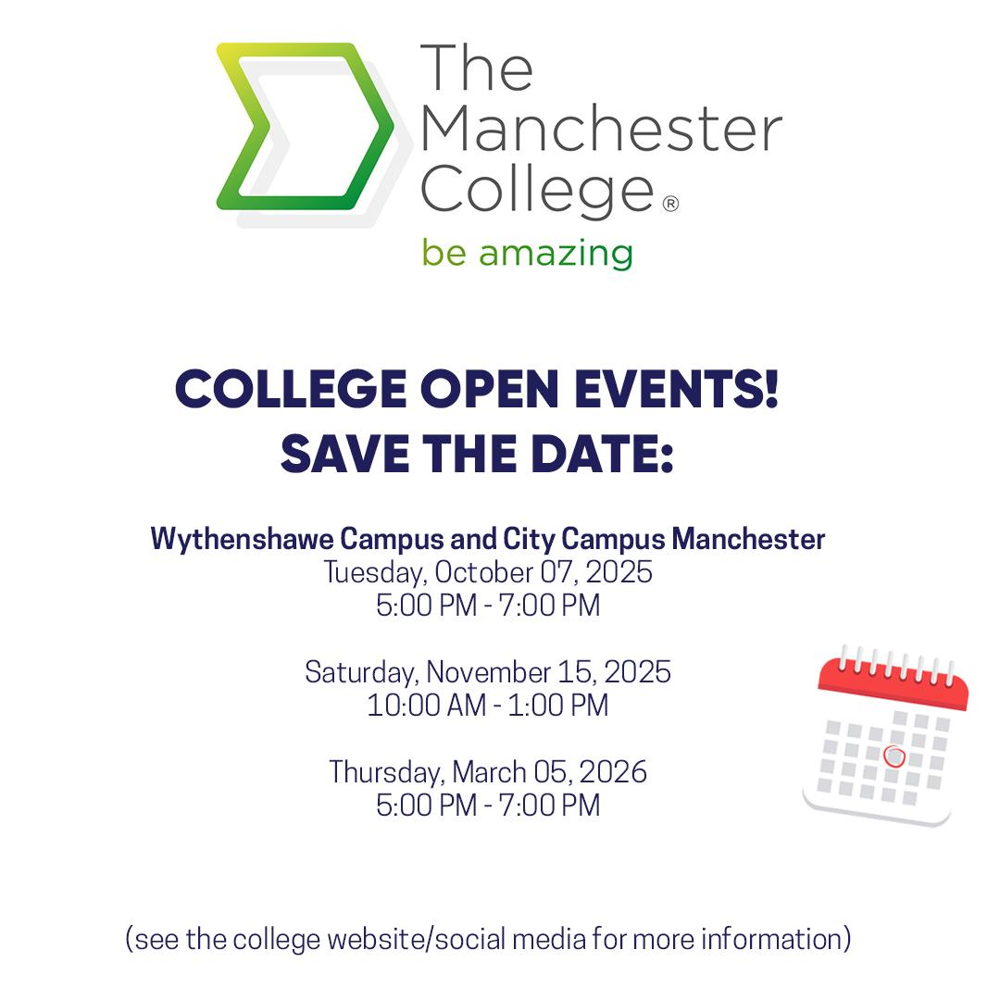 The
Manchester
College®
be amazing
COLLEGE OPEN EVENTS!
SAVE THE DATE:
Wythenshawe Campus and City Campus Manchester
Tuesday, October 07, 2025
5:00 PM - 7:00 PM
Saturday, November 15, 2025
10:00 AM - 1:00 PM
Thursday, March 05, 2026
5:00 PM - 7:00 PM
(see the college website/social media for more information)